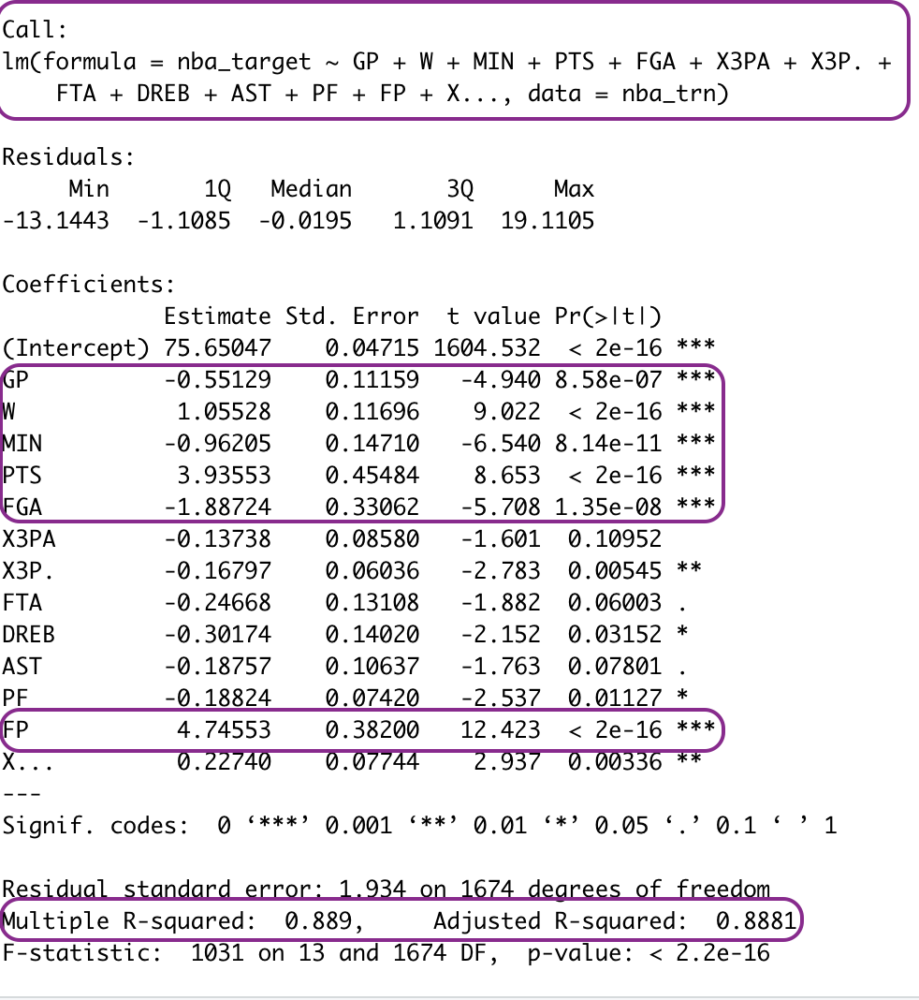 Call:
lm(formula = nba_target ~ GP + W + MIN + PTS + FGA + X3PA + X3P. +
    FTA + DREB + AST + PF + FP + X..., data = nba_trn)
Residuals:
     Min       1Q   Median       3Q      Max
-13.1443  -1.1085  -0.0195   1.1091  19.1105
Coefficients:
            Estimate Std. Error  t value Pr(>|t|)
(Intercept) 75.65047    0.04715 1604.532  < 2e-16 ***
GP          -0.55129    0.11159   -4.940 8.58e-07 ***
W            1.05528    0.11696    9.022  < 2e-16 ***
MIN         -0.96205    0.14710   -6.540 8.14e-11 ***
PTS          3.93553    0.45484    8.653  < 2e-16 ***
FGA         -1.88724    0.33062   -5.708 1.35e-08 ***
X3PA        -0.13738    0.08580   -1.601  0.10952
X3P.        -0.16797    0.06036   -2.783  0.00545 **
FTA         -0.24668    0.13108   -1.882  0.06003 .
DREB        -0.30174    0.14020   -2.152  0.03152 *
AST         -0.18757    0.10637   -1.763  0.07801 .
PF          -0.18824    0.07420   -2.537  0.01127 *
FP           4.74553    0.38200   12.423  < 2e-16 ***
X...         0.22740    0.07744    2.937  0.00336 **
---
Signif. codes:  0 ‘***’ 0.001 ‘**’ 0.01 ‘*’ 0.05 ‘.’ 0.1 ‘ ’ 1
Residual standard error: 1.934 on 1674 degrees of freedom
Multiple R-squared:  0.889,     Adjusted R-squared:  0.8881
F-statistic:  1031 on 13 and 1674 DF,  p-value: < 2.2e-16